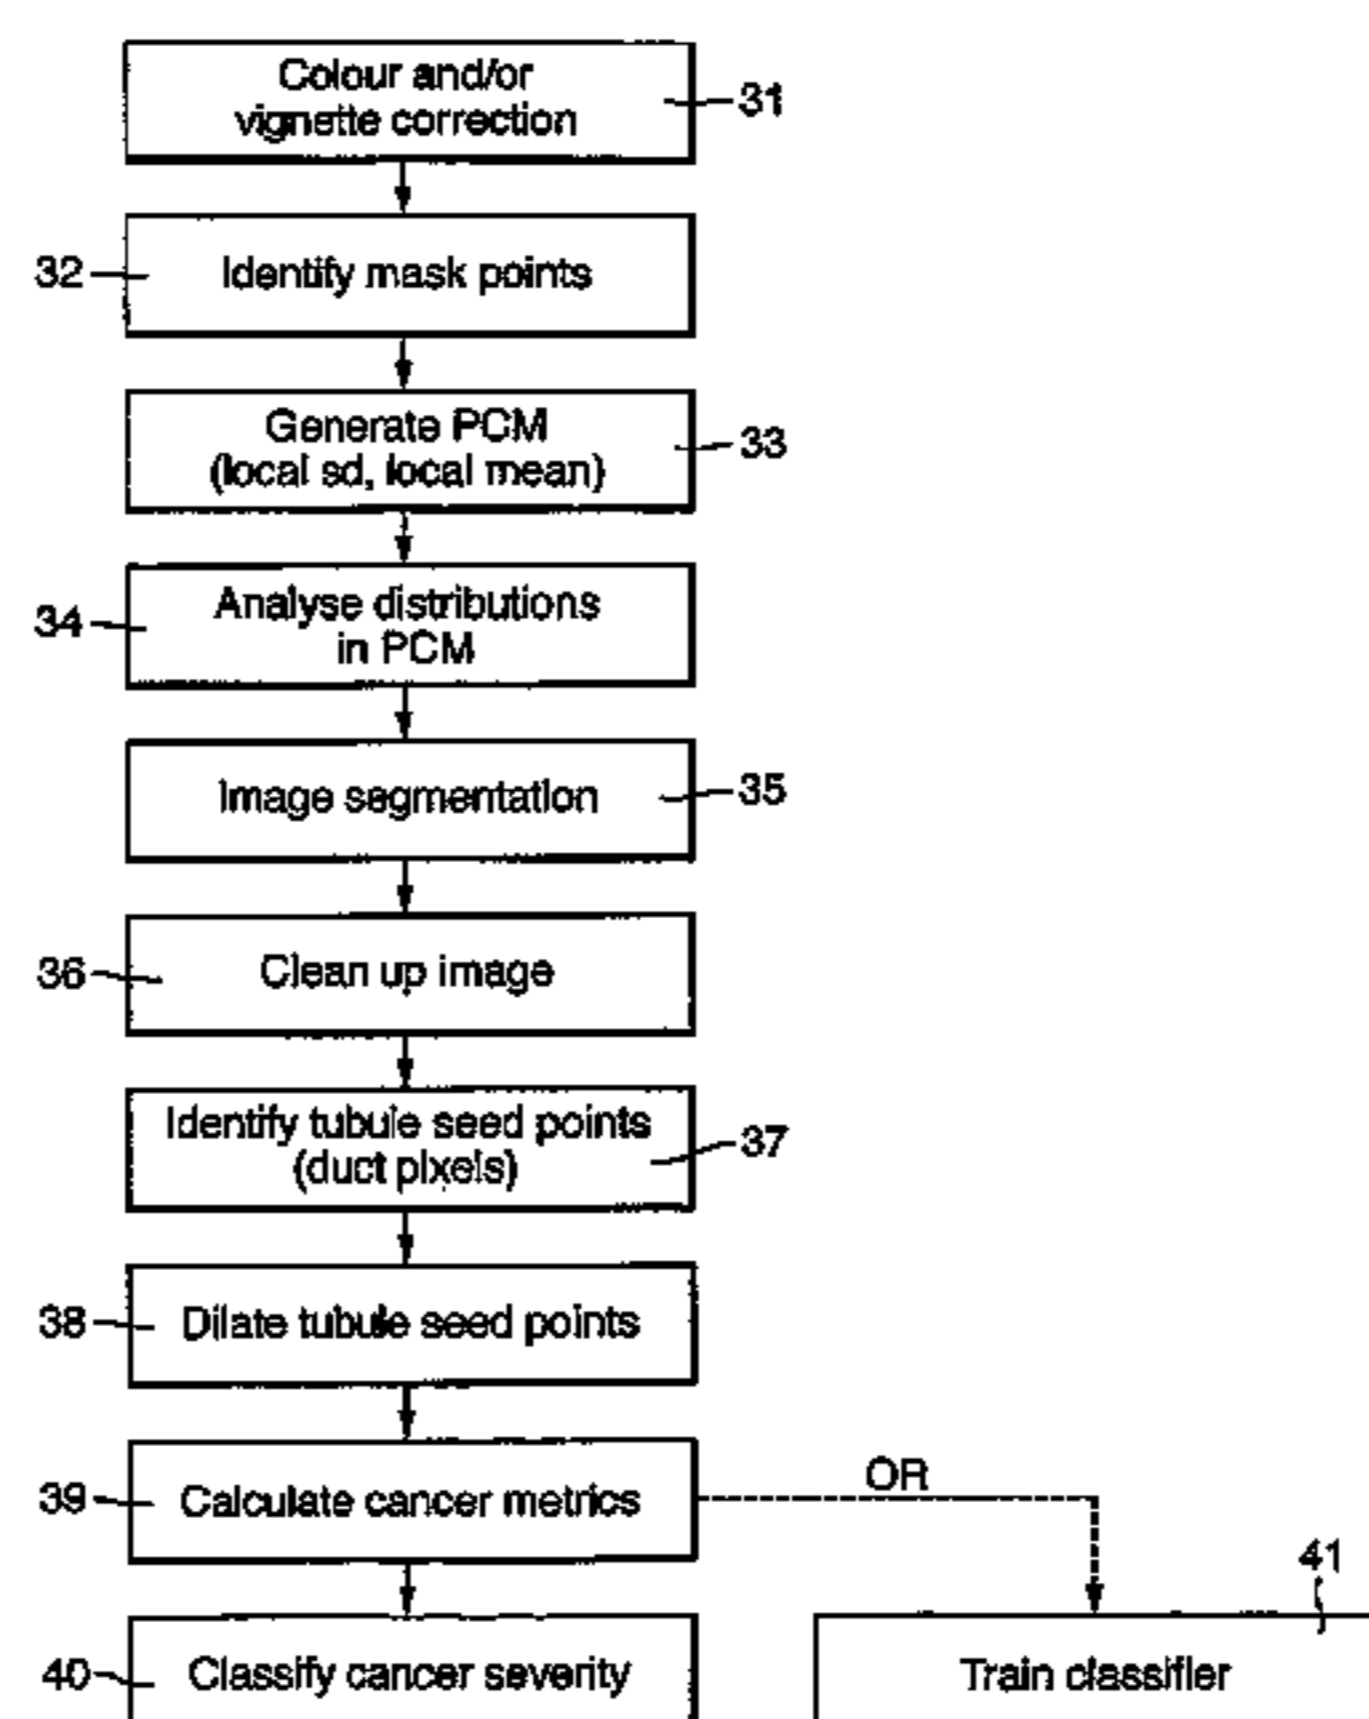 Colour and/or
vignette correction
31
32
Identify mask points
Generate PCM
(local sd, local mean)
33
34
Analyse distributions
in PCM
Image segmentation
35
36
Clean up image
Identify tubule seed points
(duct pixels)
37
38
Dilate tubule seed points
39
Calculate cancer metrics
OR
41
40
Classify cancer severity
Train classifier